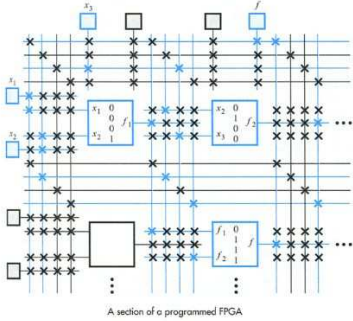 x3 f
x1
x1 0 x2 0
0 f1 1 f2
0 0
x2 1 x3 0
x2
...
f1 0
1 f
1
f2 1
...
A section of a programmed FPGA